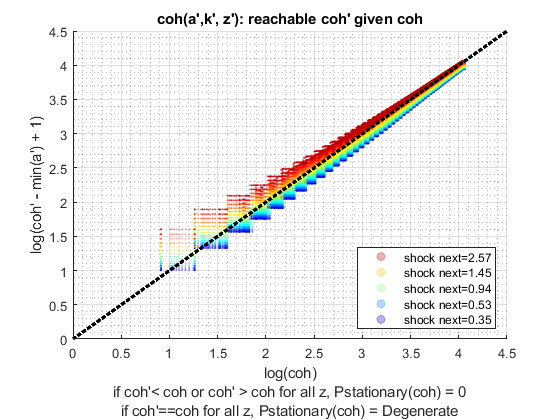 coh(a',k', z'): reachable coh' given coh
log(coh' - min(a') + 1)
4.5
4
3.5
3
2.5
2
1.5
1
0.5
0
shock next=2.57
shock next=1.45
shock next=0.94
shock next=0.53
shock next=0.35
0 0.5 1 1.5 2 2.5 3 3.5 4 4.5
log(coh)
if coh'< coh or coh' > coh for all z, Pstationary(coh) = 0
if coh'==coh for all z, Pstationary(coh) = Degenerate